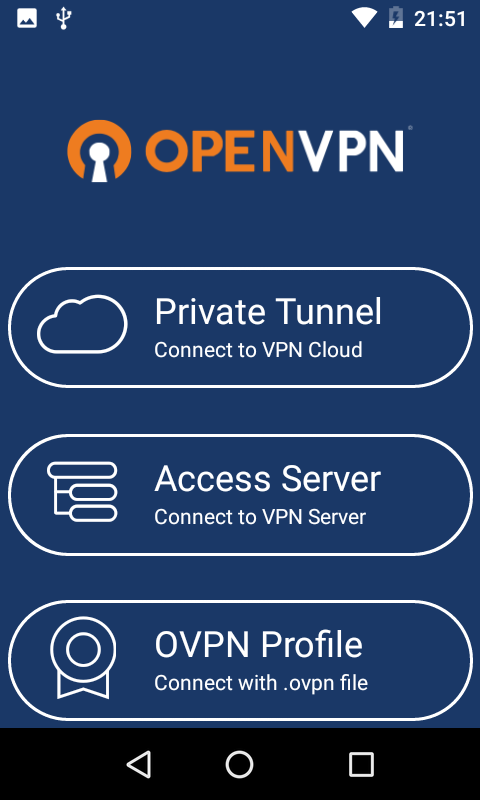 21:51
OPENVPN
Private Tunnel
Connect to VPN Cloud
Access Server
Connect to VPN Server
OVPN Profile
Connect with .ovpn file